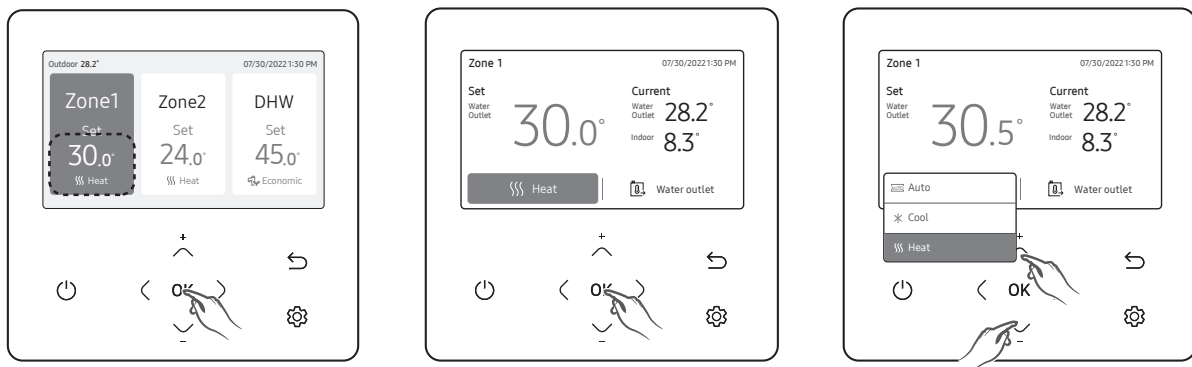 Outdoor 28.2°
07/30/2022 1:30 PM
Zone1
Set
30.0°
Heat
Zone2
Set
24.0°
Heat
DHW
Set
45.0°
Economic
+
OK
-
Zone 1
07/30/2022 1:30 PM
Set
Water
Outlet
30.0°
Current
Water
Outlet 28.2°
Indoor 8.3°
Heat
Water outlet
+
OK
-
Zone 1
07/30/2022 1:30 PM
Set
Water
Outlet
30.5°
Current
Water
Outlet 28.2°
Indoor 8.3°
Auto
Cool
Heat
Water outlet
+
OK
-